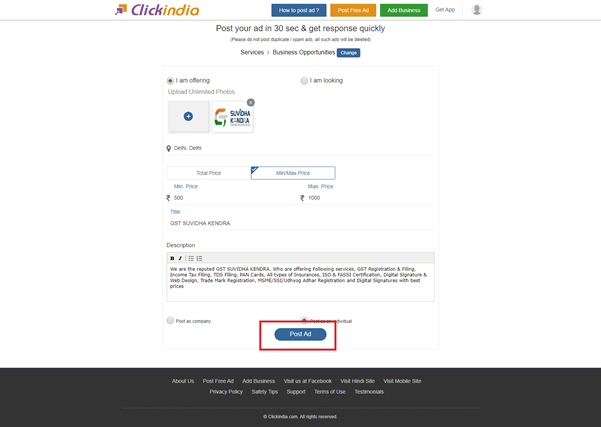 Clickindia How to post ad ? Post Free Ad Add Business Get App
Post your ad in 30 sec & get response quickly
(Please do not post duplicate / spam ads, all such ads will be deleted)
Services > Business Opportunities Change
I am offering I am looking
Upload Unlimited Photos
SUVIDHA
KENDRA
Delhi, Delhi
Total Price Min/Max Price
Min. Price Max. Price
₹ 500 ₹ 1000
Title
GST SUVIDHA KENDRA
Description
B I
We are the reputed GST SUVIDHA KENDRA. Who are offering Following services, GST Registration & Filing,
Income Tax Filing, TDS Filing, PAN Cards, All types of Insurances, ISO & FASSI Certification, Digital Signature &
Web Design, Trade Mark Registration, MSME/SSI/Udhyog Adhar Registration and Digital Signatures with best
prices
Post as company Post as an individual
Post Ad
About Us Post Free Ad Add Business Visit us at Facebook Visit Hindi Site Visit Mobile Site
Privacy Policy Safety Tips Support Terms of Use Testimonials
© Clickindia.com. All rights reserved.